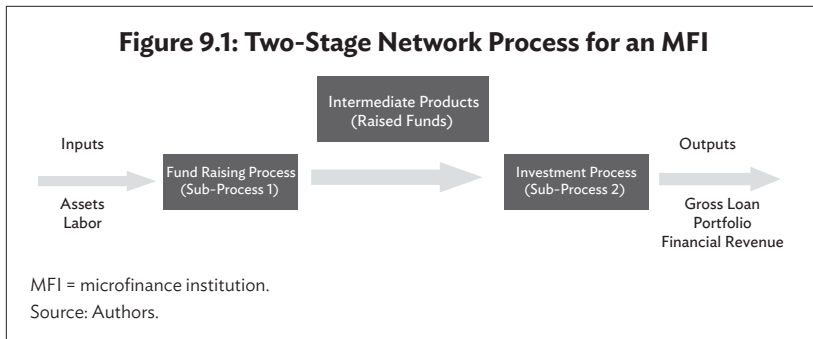 Figure 9.1: Two-Stage Network Process for an MFI
Intermediate Products
(Raised Funds)
Inputs
Assets
Labor
Fund Raising Process
(Sub-Process 1)
Investment Process
(Sub-Process 2)
Outputs
Gross Loan
Portfolio
Financial Revenue
MFI = microfinance institution.
Source: Authors.